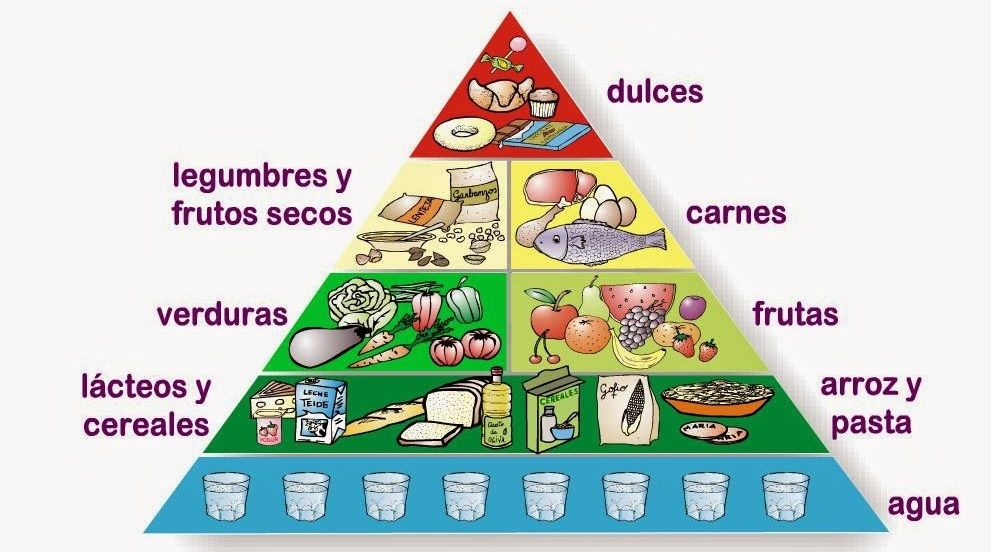 dulces
legumbres y
frutos secos
Garbanzos
LENTEJA
carnes
verduras
frutas
lácteos y
cereales
LECHE
TEIDE
YOGUR
Aceite
de
OLIVA
CEREALES
Gofio
MARIA
MARIA
arroz y
pasta
agua